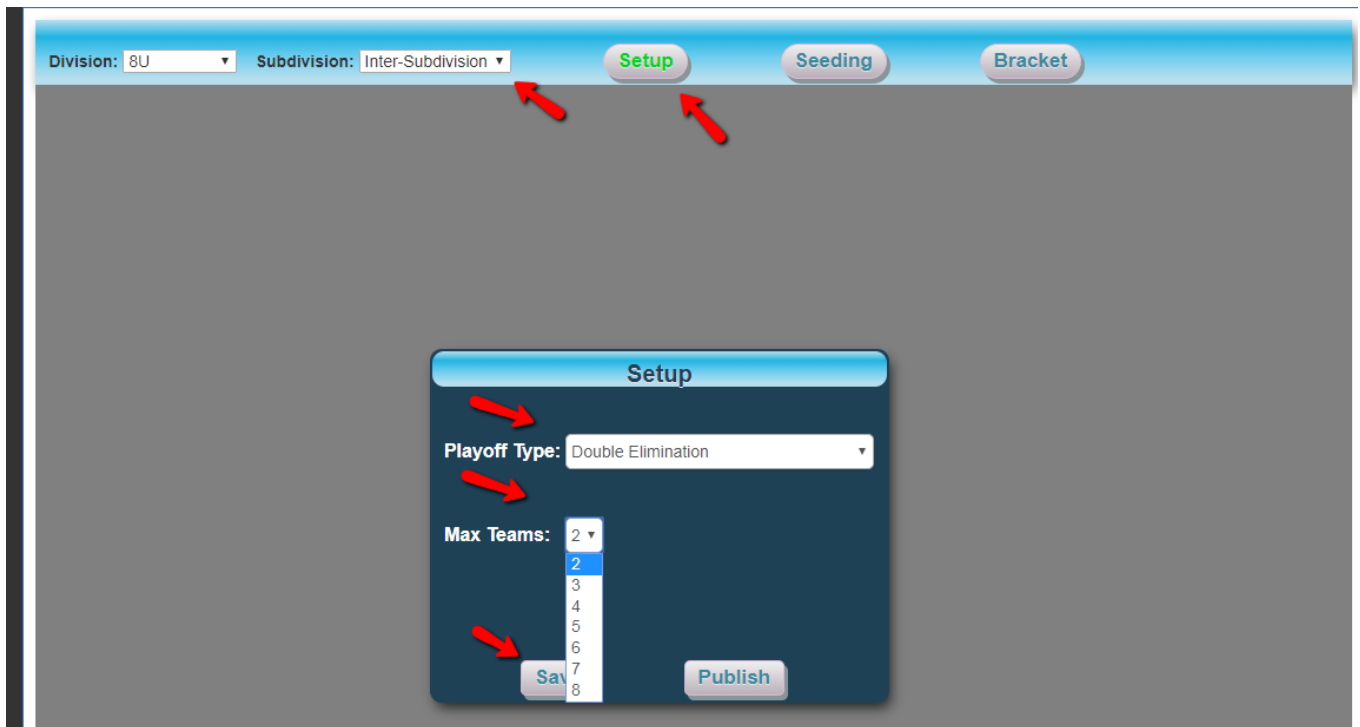 Division: 8U Subdivision: Inter-Subdivision Setup Seeding Bracket
Setup
Playoff Type: Double Elimination
Max Teams: 2
2
3
4
5
6
7
8
Publish